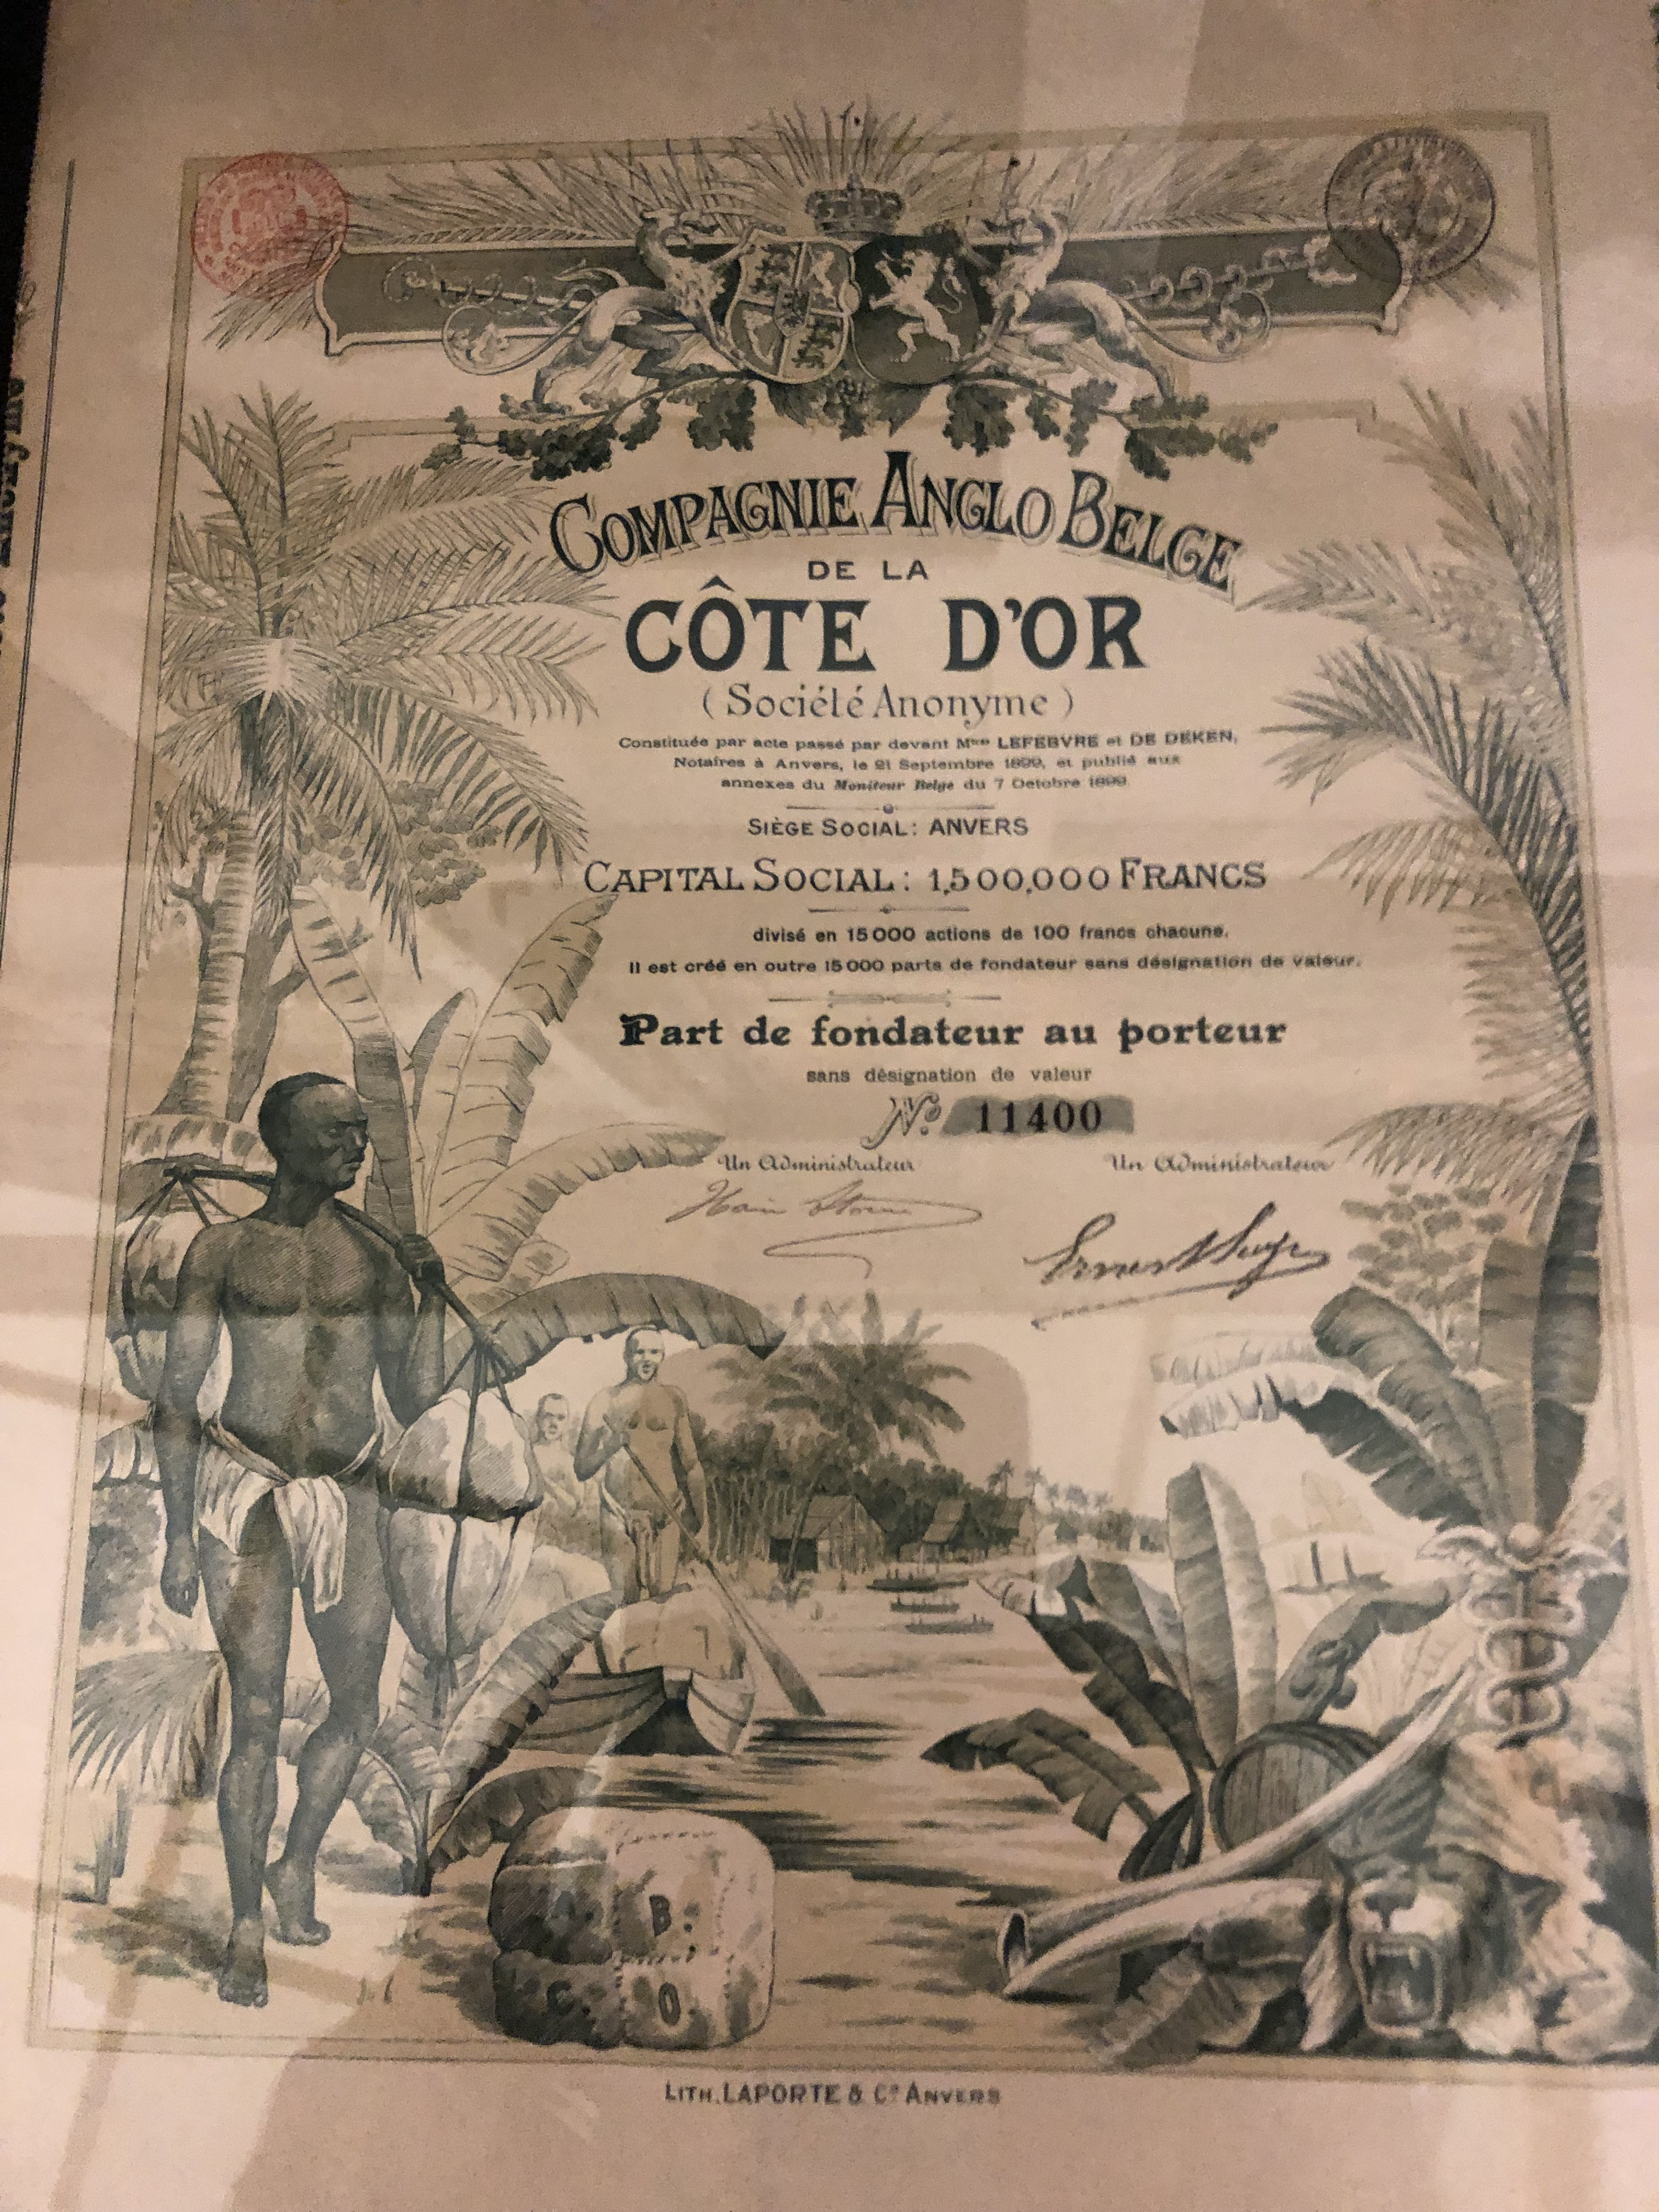 COMPAGNIE ANGLO BELGE
DE LA
CÔTE D'OR
(Société Anonyme)
Constituée par acte passé par devant Mtres LEFEBVRE et DE DEKEN,
Notaires à Anvers, le 21 Septembre 1899, et publié aux
annexes du Moniteur Belge du 7 Octobre 1899.
SIÈGE SOCIAL: ANVERS
CAPITAL SOCIAL: 1,500,000 FRANCS
divisé en 15000 actions de 100 francs chacune.
Il est créé en outre 15000 parts de fondateur sans désignation de valeur.
Part de fondateur au porteur
sans désignation de valeur
No. 11400
Un Administrateur Un Administrateur
A. B.
C. O.
LITH. LAPORTE & Co ANVERS